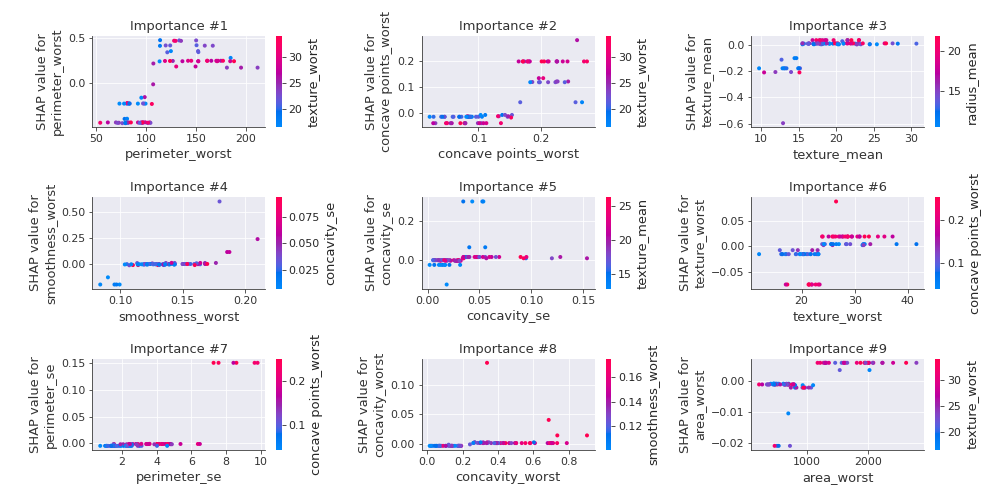 Importance #1
SHAP value for
perimeter_worst
0.5
0.0
50
100
150
200
perimeter_worst
30
25
20
texture_worst
Importance #2
SHAP value for
concave points_worst
0.2
0.1
0.0
0.1
0.2
concave points_worst
30
25
20
texture_worst
Importance #3
SHAP value for
texture_mean
0.0
−0.2
−0.4
−0.6
10
15
20
25
30
texture_mean
20
15
radius_mean
Importance #4
SHAP value for
smoothness_worst
0.50
0.25
0.00
0.10
0.15
0.20
smoothness_worst
0.075
0.050
0.025
concavity_se
Importance #5
SHAP value for
concavity_se
0.2
0.0
0.00
0.05
0.10
0.15
concavity_se
25
20
15
texture_mean
Importance #6
SHAP value for
texture_worst
0.05
0.00
−0.05
20
30
40
texture_worst
0.2
0.1
concave points_worst
Importance #7
SHAP value for
perimeter_se
0.15
0.10
0.05
0.00
2
4
6
8
10
perimeter_se
0.2
0.1
concave points_worst
Importance #8
SHAP value for
concavity_worst
0.10
0.05
0.00
0.0
0.2
0.4
0.6
0.8
concavity_worst
0.16
0.14
0.12
smoothness_worst
Importance #9
SHAP value for
area_worst
0.00
−0.01
−0.02
1000
2000
area_worst
30
25
20
texture_worst